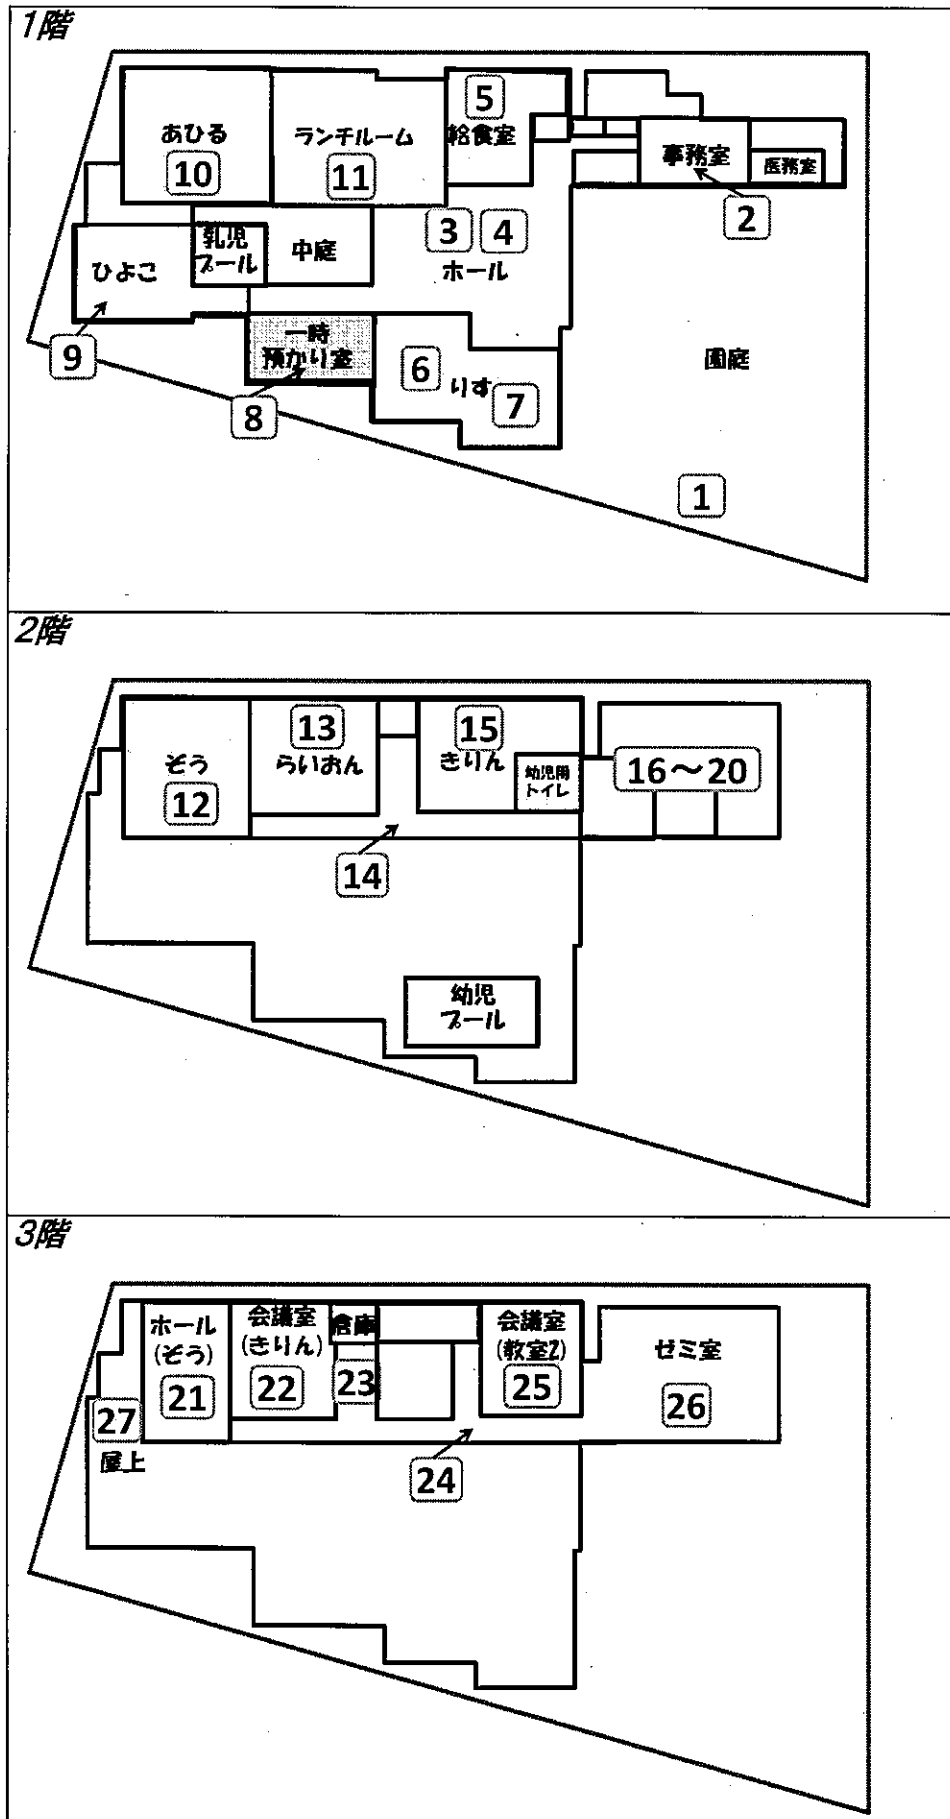 1階
あひる
10
ランチルーム
11
5
給食室
事務室
医務室
2
3 4
ホール
乳児
プール
中庭
ひよこ
9
一時
預かり室
8
6
りす
7
園庭
1
2階
ぞう
12
13
らいおん
15
きりん
幼児用
トイレ
16～20
14
幼児
プール
3階
ホール
(ぞう)
21
会議室
(きりん)
22
倉庫
23
会議室
(教室2)
25
ゼミ室
26
27
屋上
24